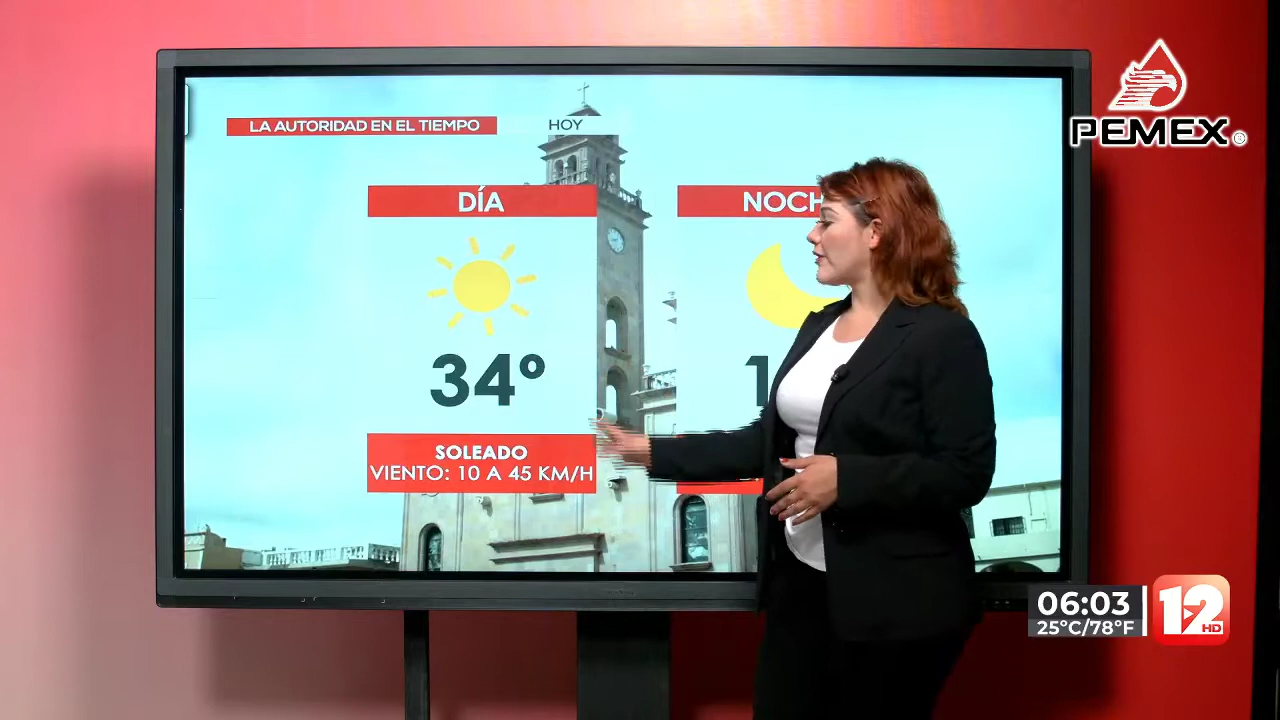 PEMEX
LA AUTORIDAD EN EL TIEMPO
HOY
DÍA
34°
SOLEADO
VIENTO: 10 A 45 KM/H
06:03
25°C/78°F
12
HD